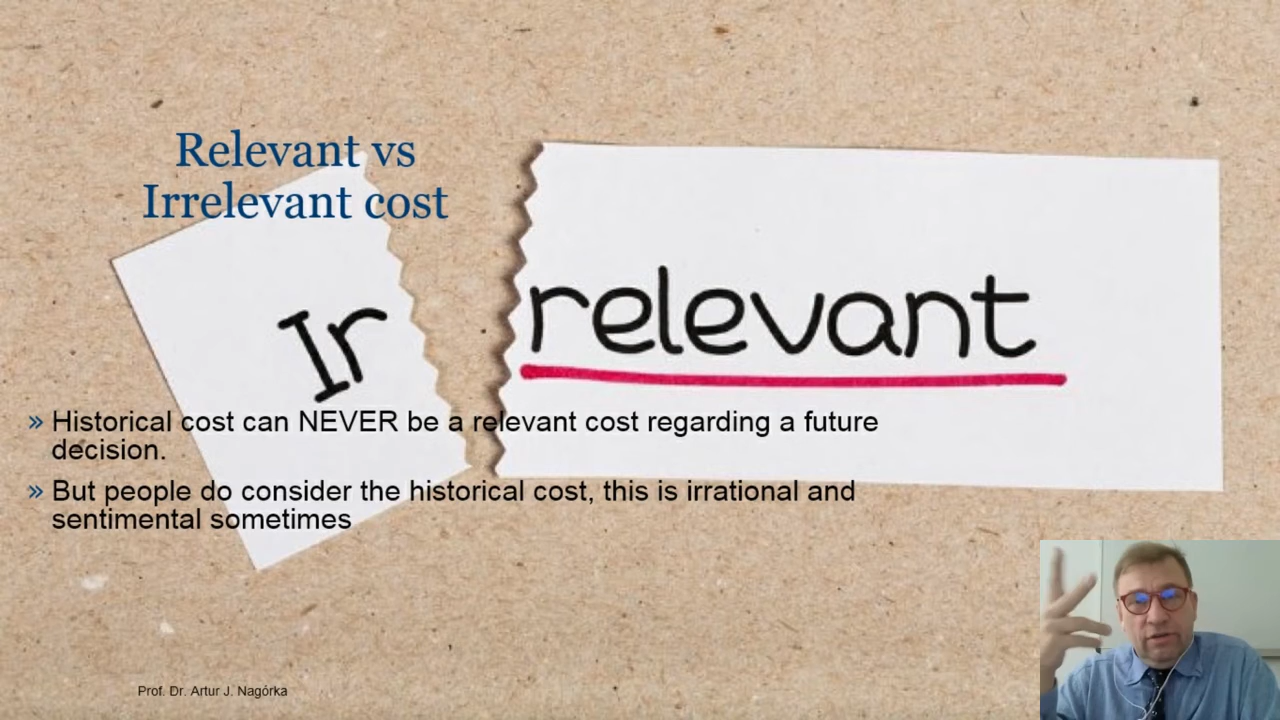 Relevant vs
Irrelevant cost
Ir relevant
» Historical cost can NEVER be a relevant cost regarding a future
decision.
» But people do consider the historical cost, this is irrational and
sentimental sometimes
Prof. Dr. Artur J. Nagórka